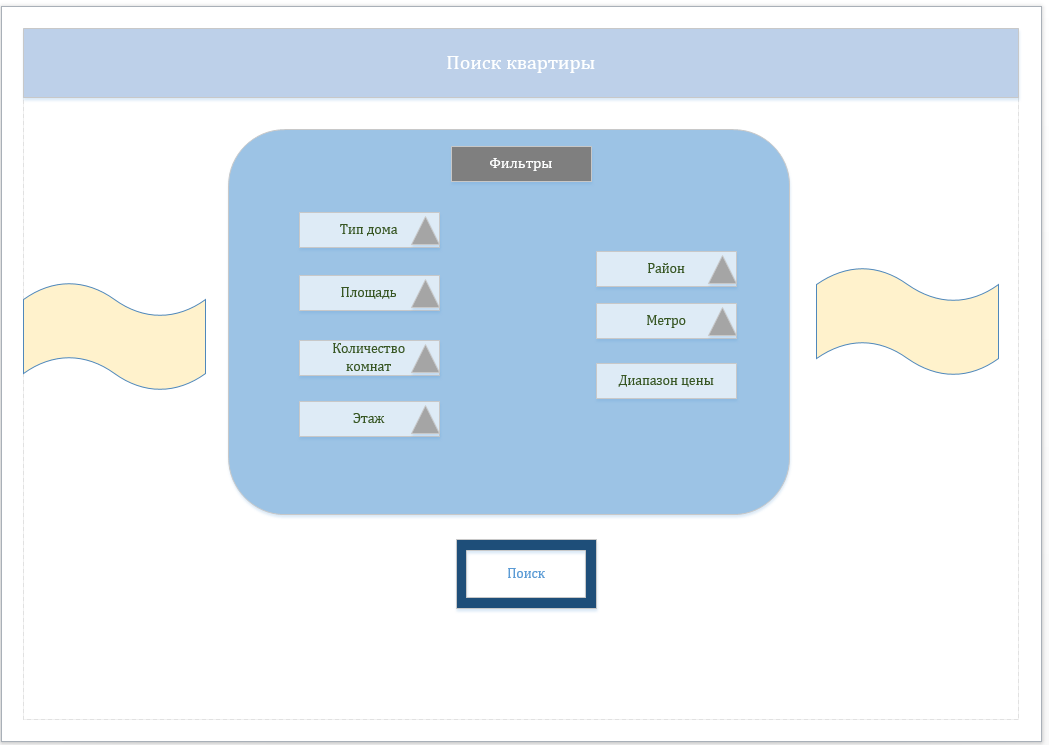 Поиск квартиры
Фильтры
Тип дома
Площадь
Количество
комнат
Этаж
Район
Метро
Диапазон цены
Поиск